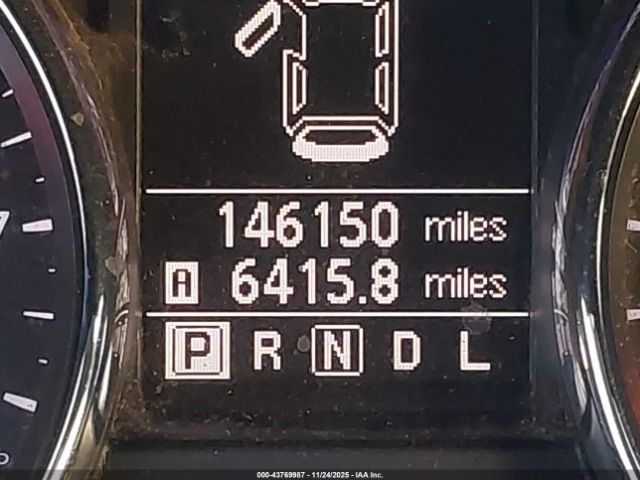 146150 miles
A 6415.8 miles
P R N D L
000-43769987 - 11/24/2025 - IAA Inc.